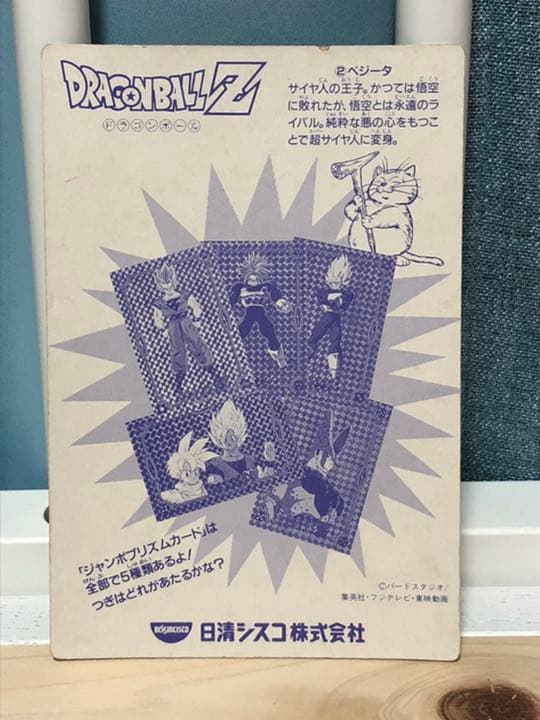 DRAGONBALL Z
ドラゴンボール
②ベジータ
サイヤ人の王子。かつては悟空
に敗れたが、悟空とは永遠のラ
イバル。純粋な悪の心をもつこ
とで超サイヤ人に変身。
「ジャンボプリズムカード」は
全部で5種類あるよ!
つぎはどれがあたるかな?
©バードスタジオ/
集英社・フジテレビ・東映動画
NISSINCISCO 日清シスコ株式会社